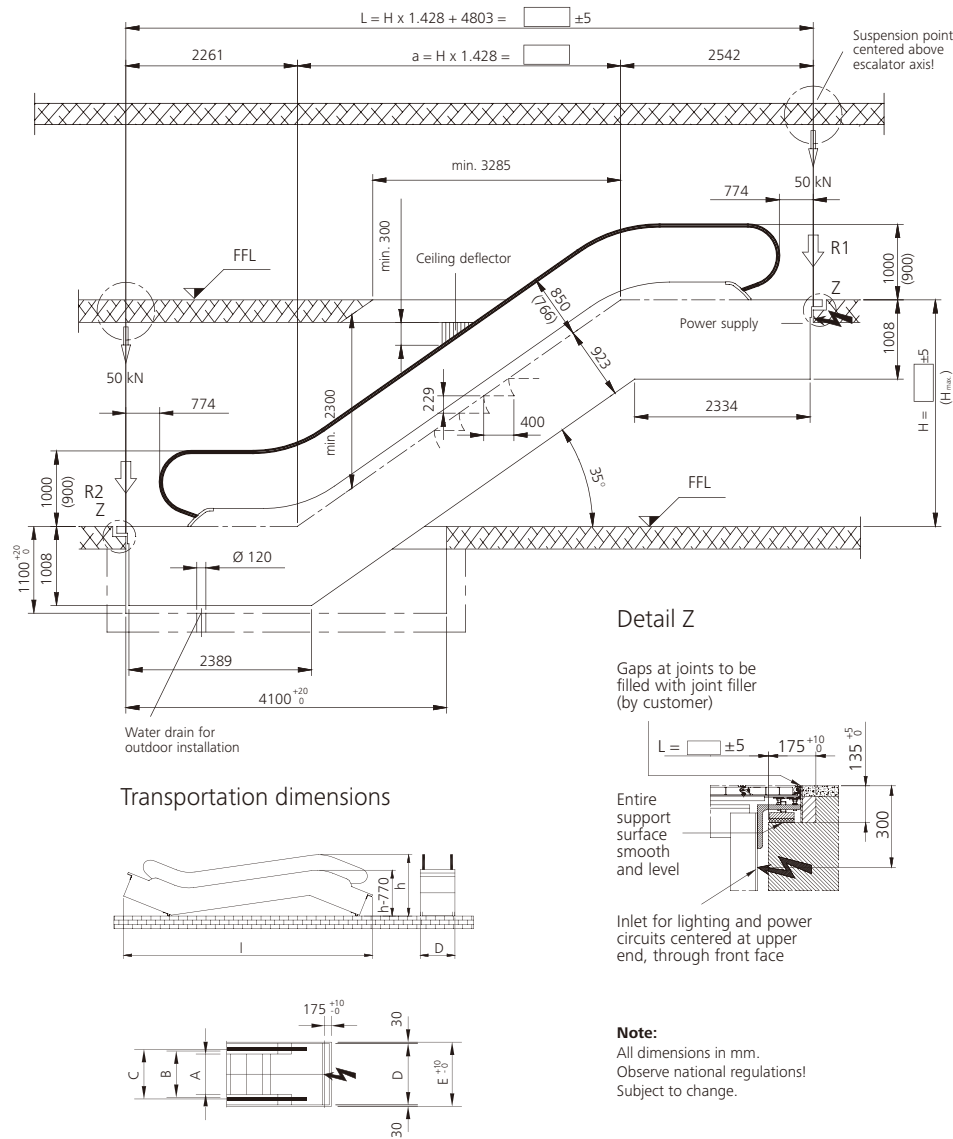 L = H x 1.428 + 4803 = ±5
2261
a = H x 1.428 =
2542
Suspension point
centered above
escalator axis!
min. 3285
774
50 kN
min. 300
FFL
Ceiling deflector
R1
1000
(900)
Z
850
(766)
Power supply
1008
50 kN
923
H = ±5
(H max.)
774
min. 2300
229
400
2334
1000
(900)
R2
Z
35°
FFL
1100 +20 0
1008
Ø 120
2389
4100 +20 0
Water drain for
outdoor installation
Detail Z
Gaps at joints to be
filled with joint filler
(by customer)
L = ±5
175 +10 0
135 +5 0
300
Entire
support
surface
smooth
and level
Inlet for lighting and power
circuits centered at upper
end, through front face
Transportation dimensions
h-770
h
l
D
175 +10 -0
30
C
B
A
D
E +10 -0
30
Note:
All dimensions in mm.
Observe national regulations!
Subject to change.